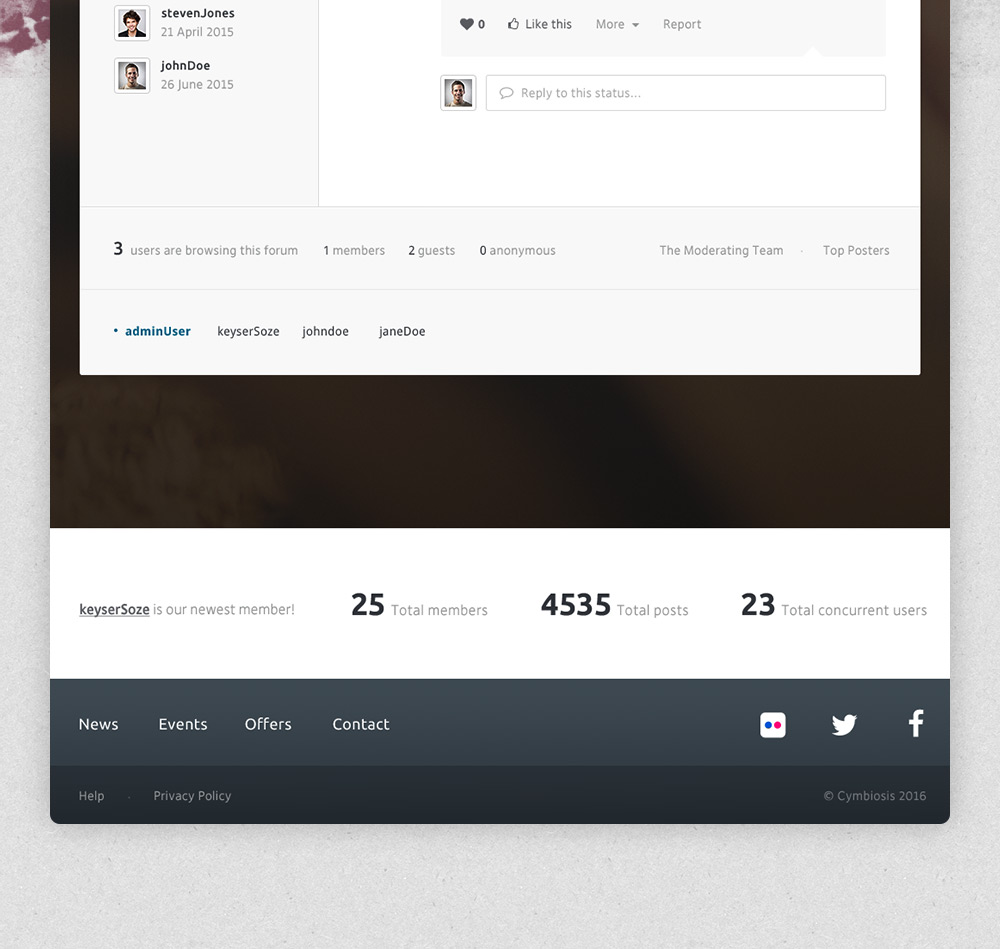 stevenJones
21 April 2015
johnDoe
26 June 2015
0 Like this More Report
Reply to this status...
3 users are browsing this forum 1 members 2 guests 0 anonymous The Moderating Team · Top Posters
• adminUser keyserSoze johndoe janeDoe
keyserSoze is our newest member! 25 Total members 4535 Total posts 23 Total concurrent users
News Events Offers Contact
Help · Privacy Policy © Cymbiosis 2016